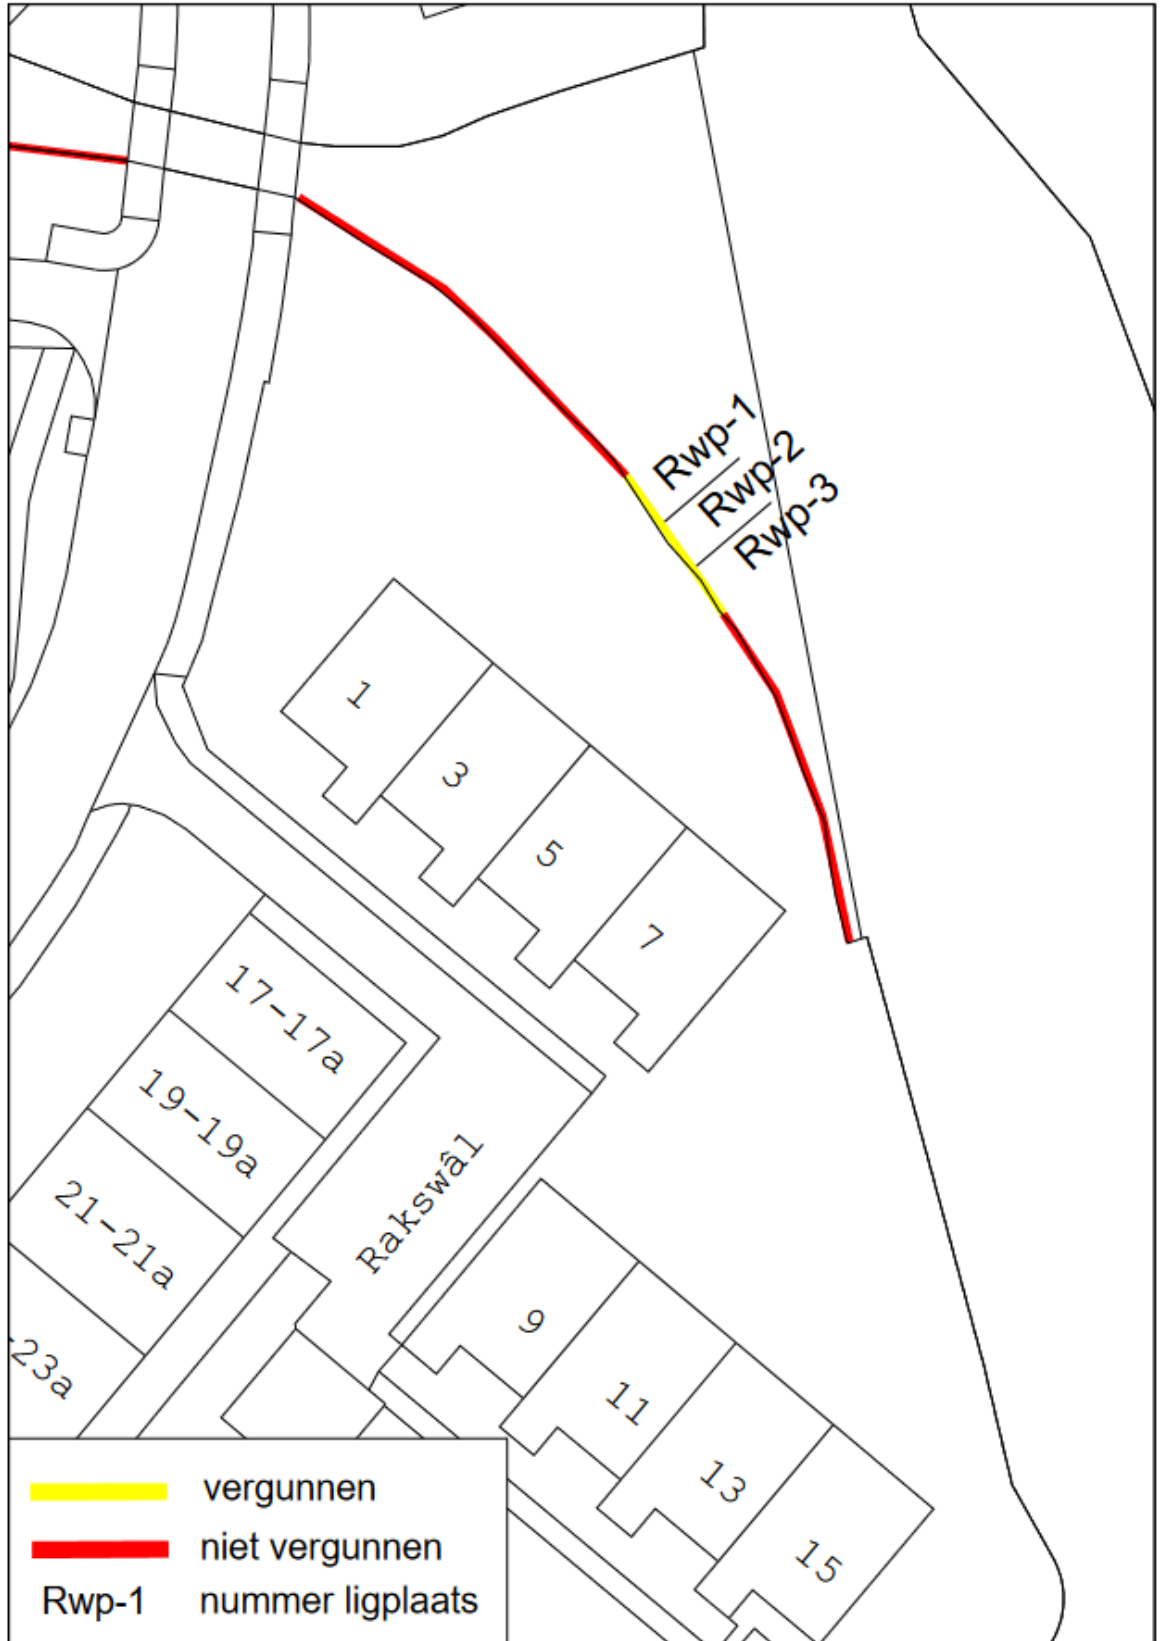 Rwp-1
Rwp-2
Rwp-3
1
3
5
7
17-17a
19-19a
21-21a
-23a
Rakswâl
9
11
13
15
vergunnen
niet vergunnen
Rwp-1 nummer ligplaats